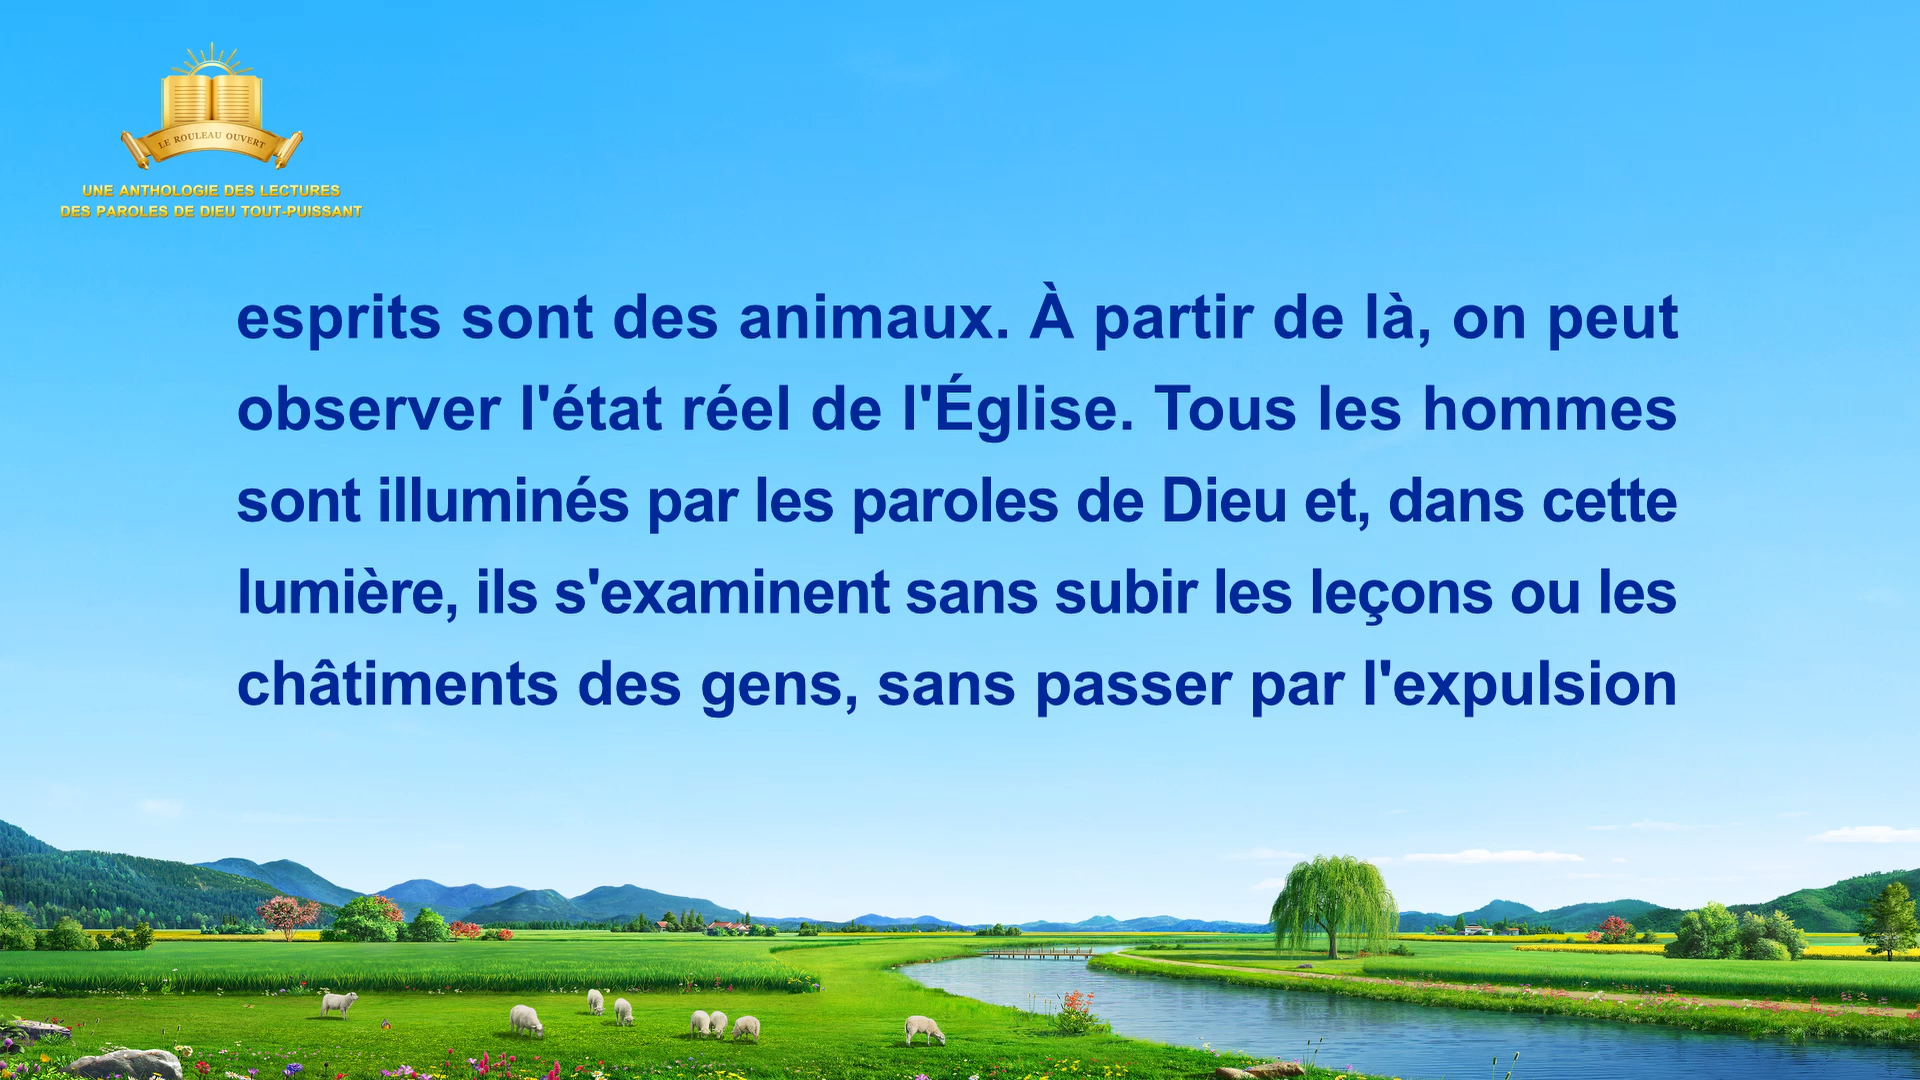 LE ROULEAU OUVERT
UNE ANTHOLOGIE DES LECTURES
DES PAROLES DE DIEU TOUT-PUISSANT
esprits sont des animaux. À partir de là, on peut
observer l'état réel de l'Église. Tous les hommes
sont illuminés par les paroles de Dieu et, dans cette
lumière, ils s'examinent sans subir les leçons ou les
châtiments des gens, sans passer par l'expulsion